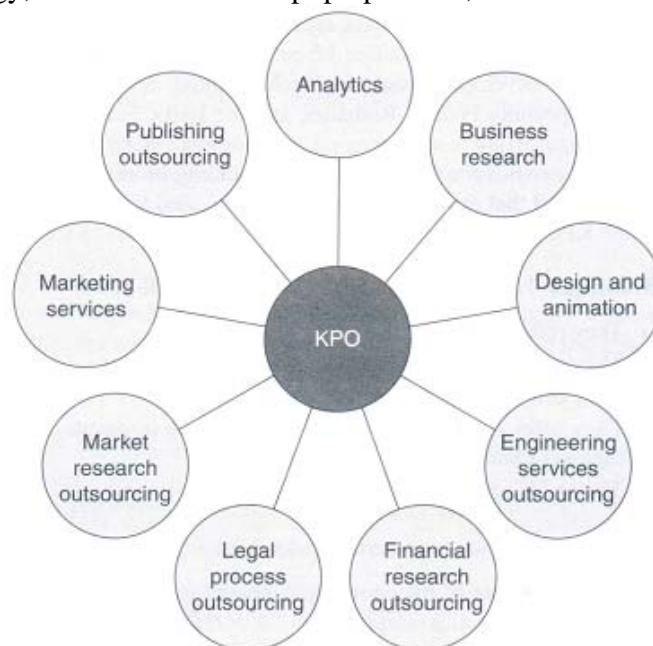 Analytics
Business
research
Design and
animation
Engineering
services
outsourcing
Financial
research
outsourcing
Legal
process
outsourcing
Market
research
outsourcing
Marketing
services
Publishing
outsourcing
KPO